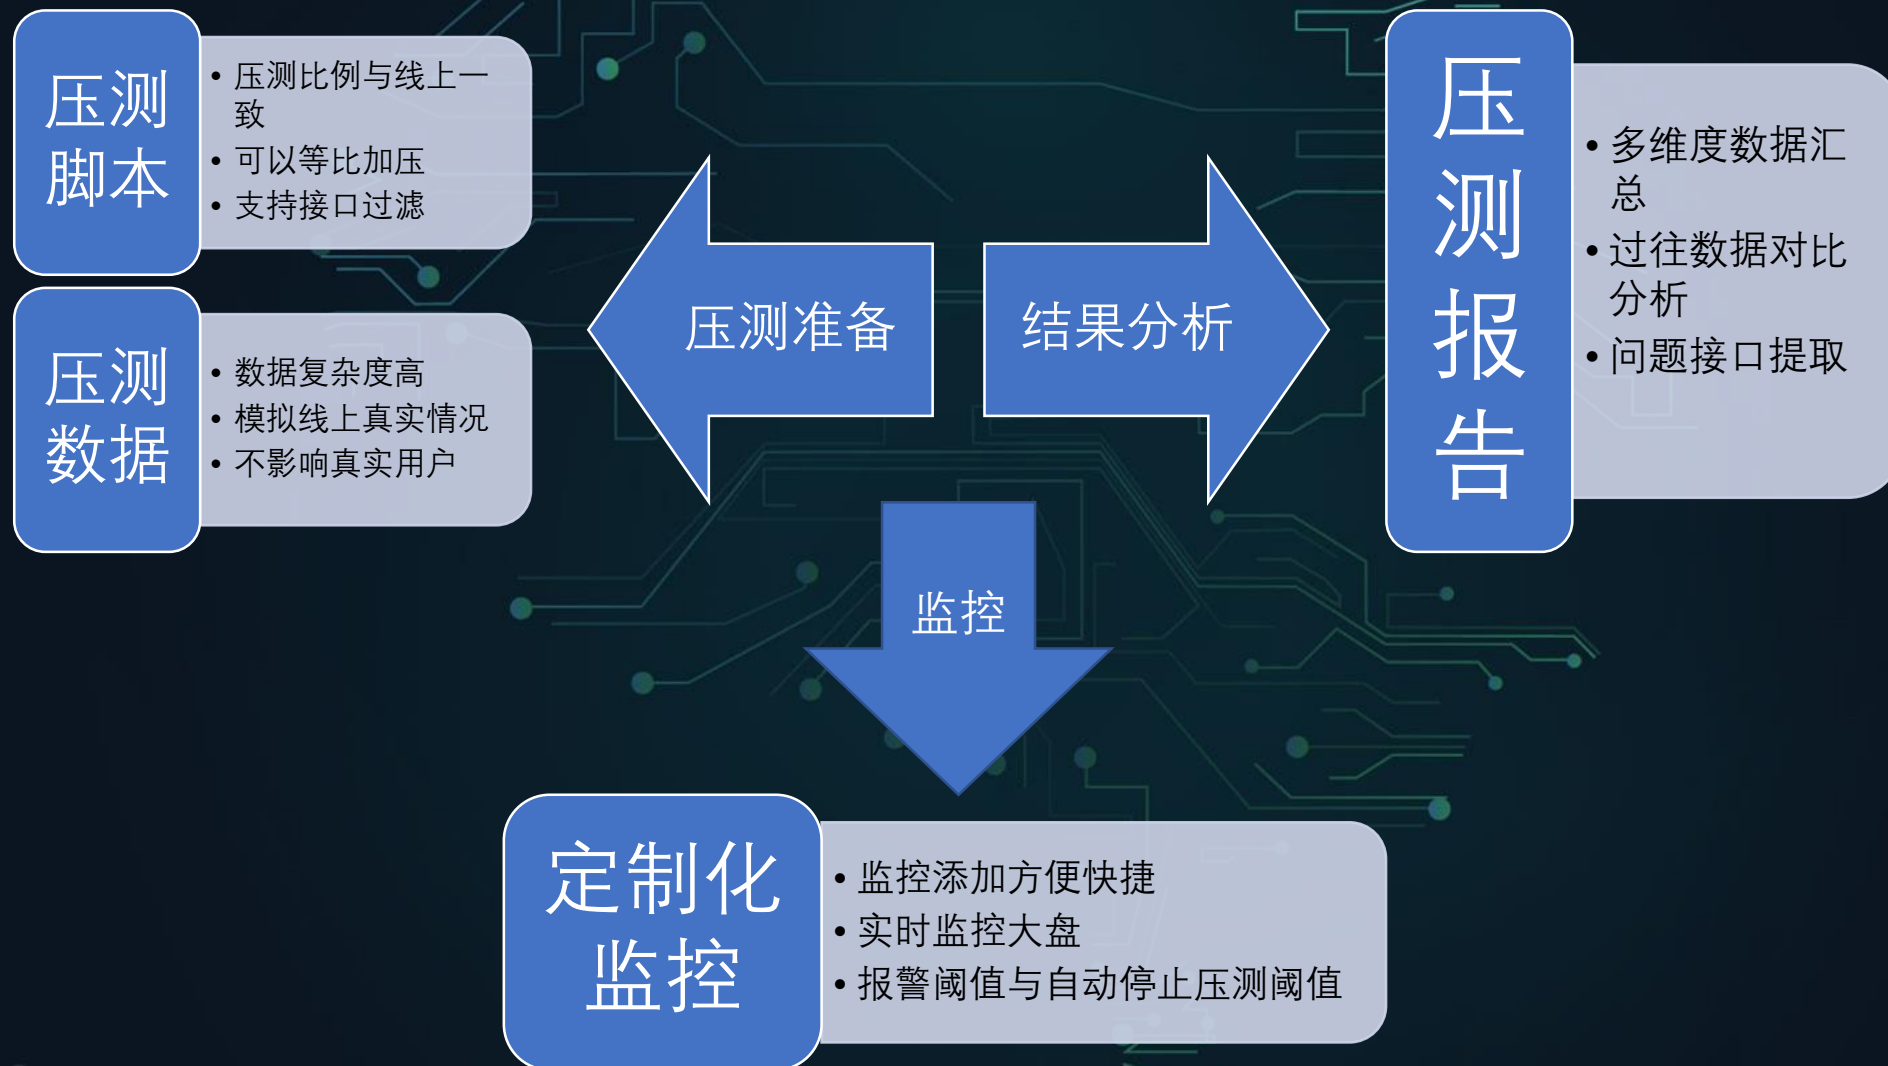 压测
脚本
• 压测比例与线上一
致
• 可以等比加压
• 支持接口过滤
压测
数据
• 数据复杂度高
• 模拟线上真实情况
• 不影响真实用户
压测准备
结果分析
压
测
报
告
• 多维度数据汇
总
• 过往数据对比
分析
• 问题接口提取
监控
定制化
监控
• 监控添加方便快捷
• 实时监控大盘
• 报警阈值与自动停止压测阈值